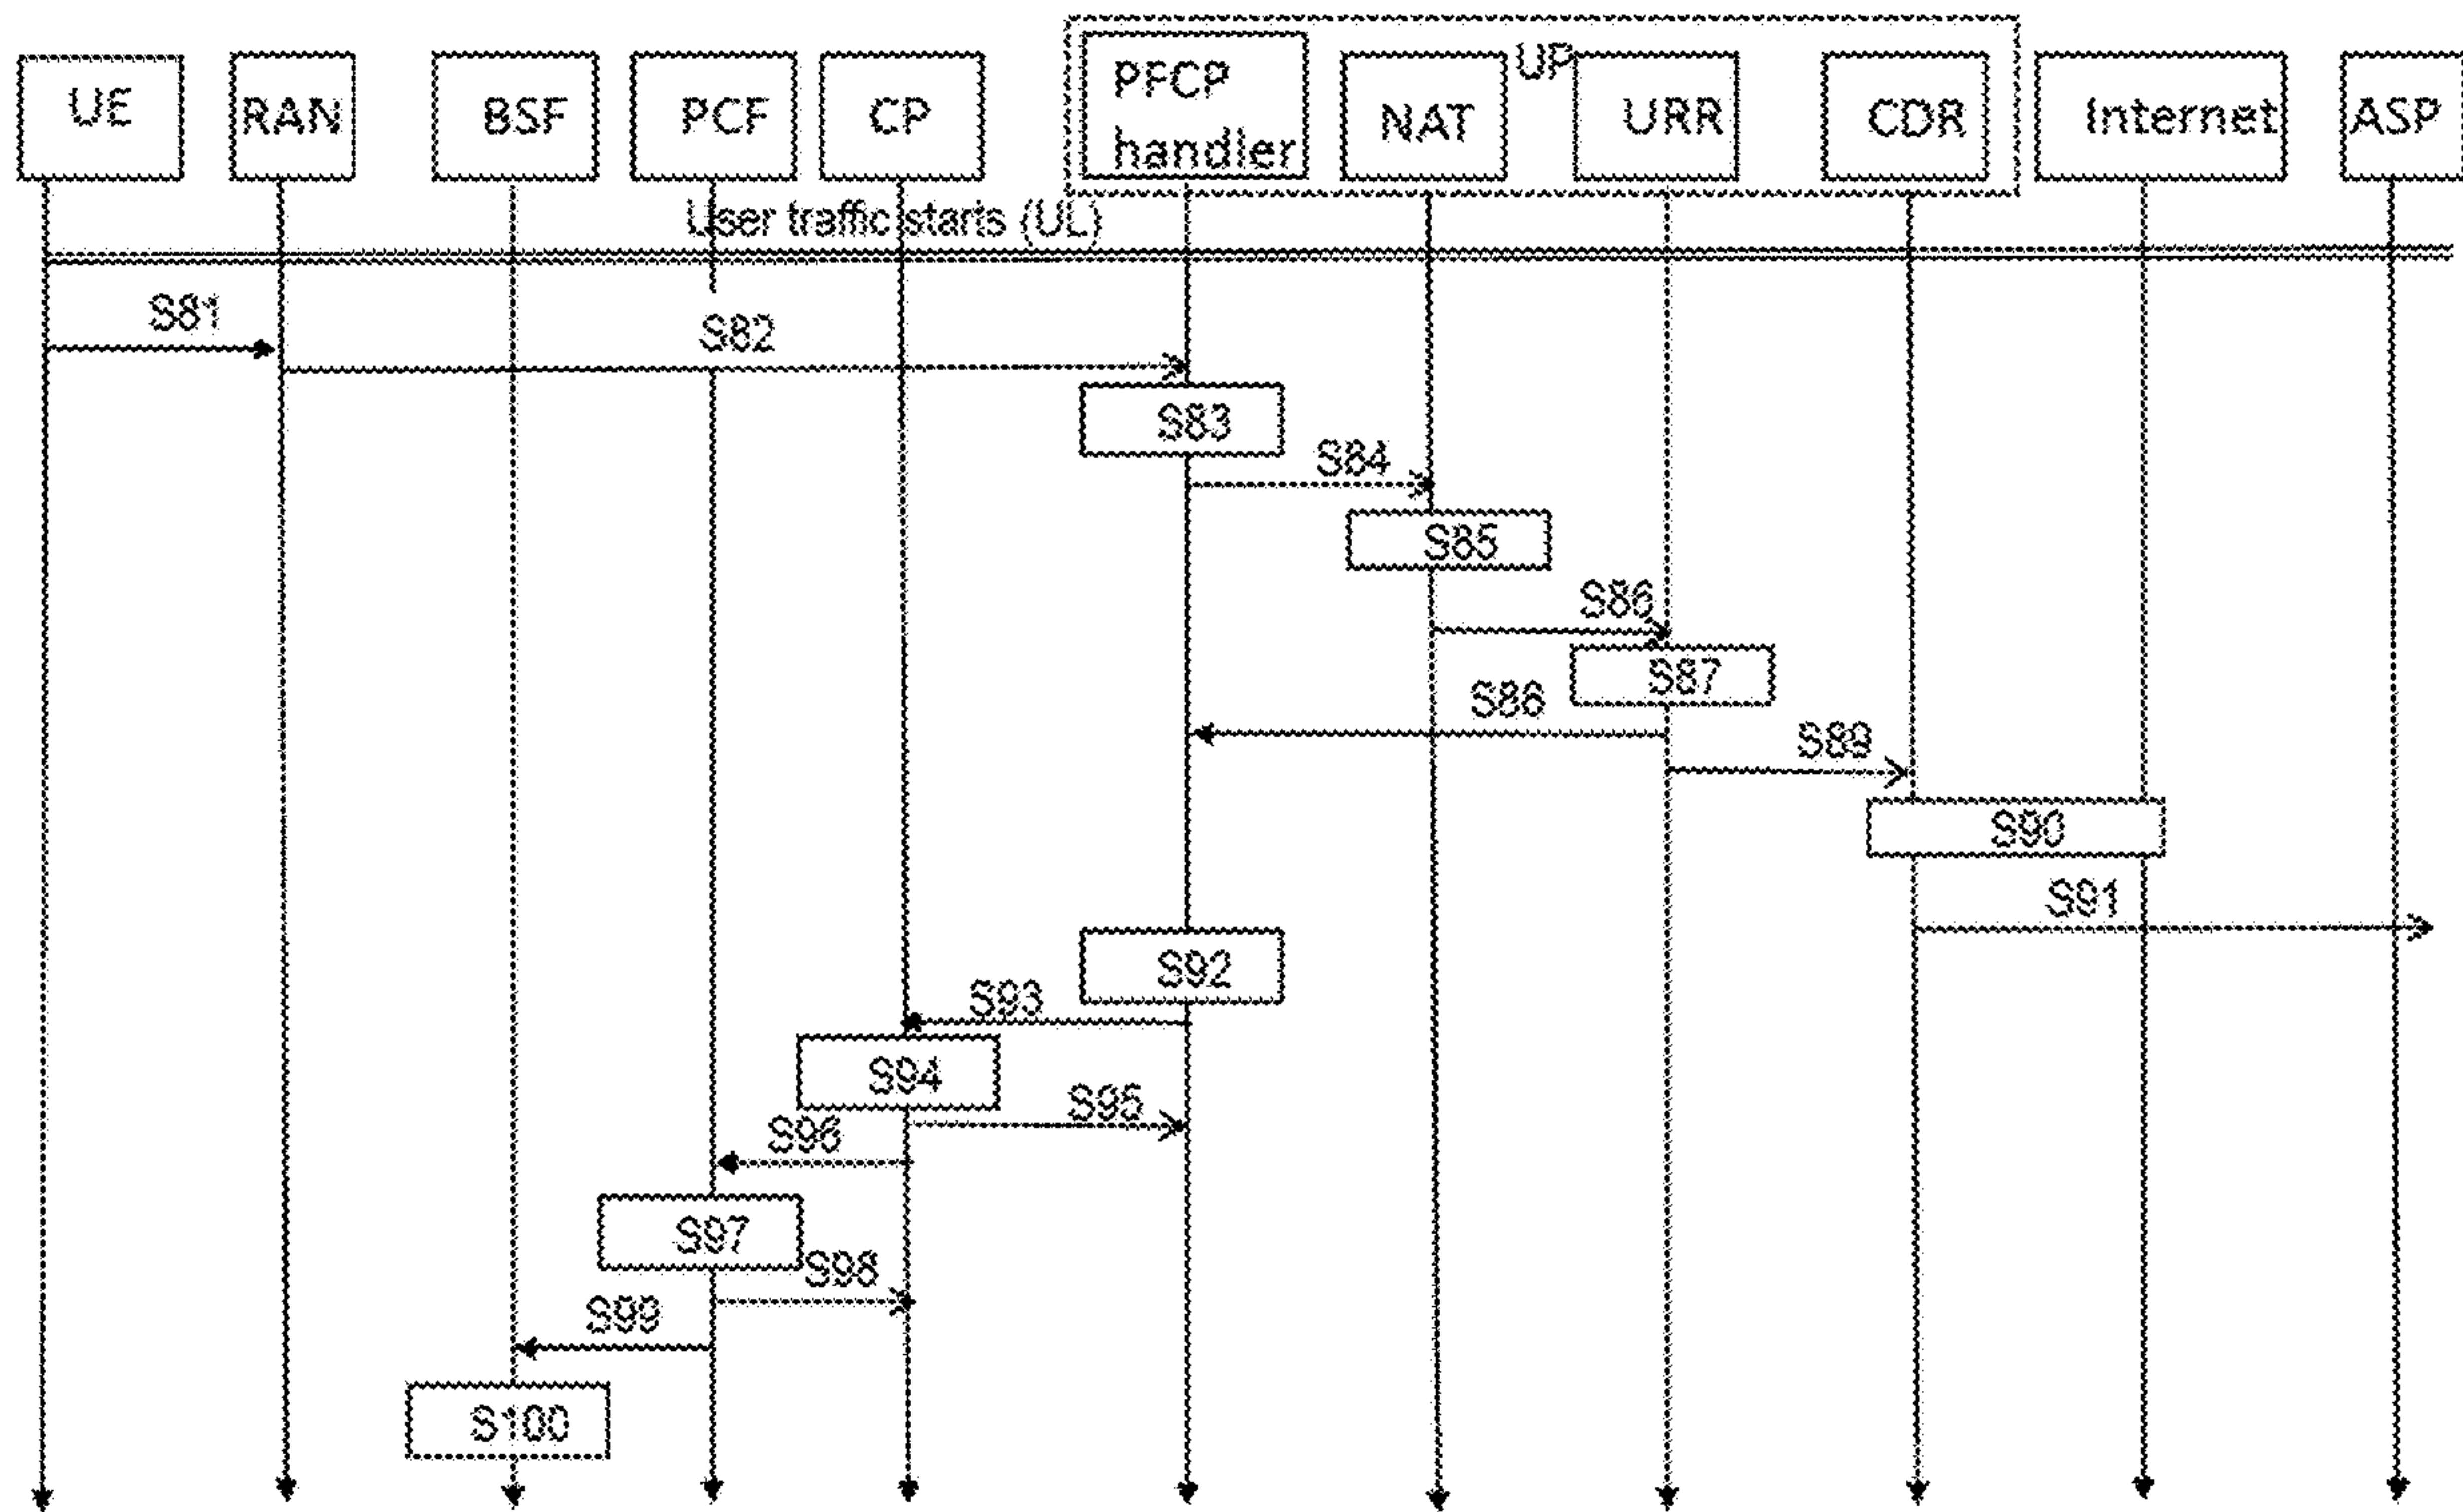 UE
RAN
BSF
PCF
CP
PFCP
handler
NAT
UP
URR
CDR
Internet
ASP
User traffic starts (UL)
S81
S82
S83
S84
S85
S86
S87
S86
S89
S90
S91
S92
S93
S94
S95
S96
S97
S98
S99
S100